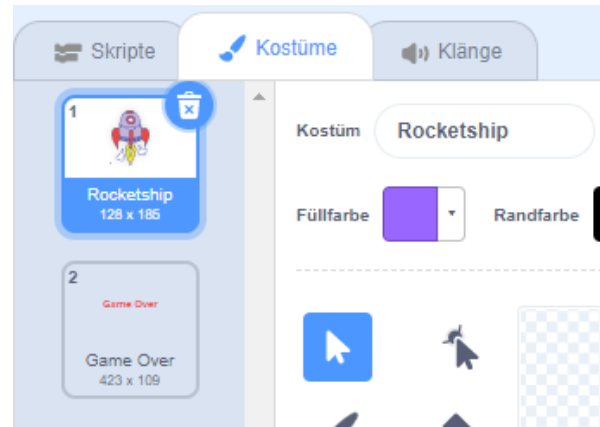 Skripte
Kostüme
Klänge
1
Rocketship
128 x 185
2
Game Over
Game Over
423 x 109
Kostüm
Rocketship
Füllfarbe
Randfarbe